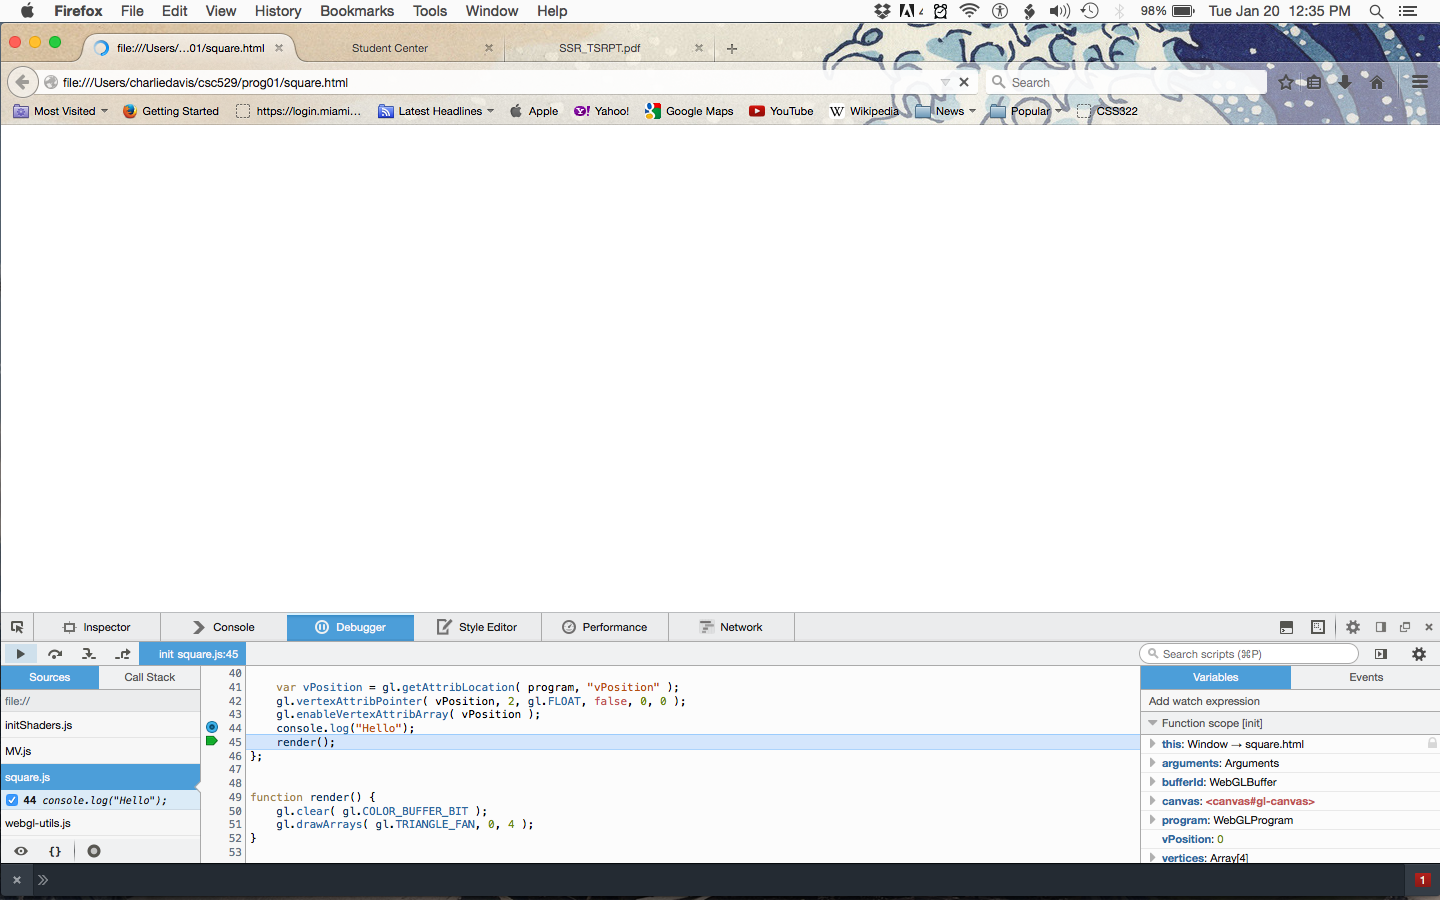 Firefox File Edit View History Bookmarks Tools Window Help 4 98% Tue Jan 20 12:35 PM
file:///Users/...01/square.html Student Center SSR_TSRPT.pdf
file:///Users/charliedavis/csc529/prog01/square.html Search
Most Visited Getting Started https://login.miami... Latest Headlines Apple Yahoo! Google Maps YouTube W Wikipedia News Popular CSS322
Inspector Console Debugger Style Editor Performance Network
init square.js:45 Search scripts (⌘P)
Sources Call Stack Variables Events
file://
initShaders.js
MV.js
square.js
44 console.log("Hello");
webgl-utils.js
{}
40
41 var vPosition = gl.getAttribLocation( program, "vPosition" );
42 gl.vertexAttribPointer( vPosition, 2, gl.FLOAT, false, 0, 0 );
43 gl.enableVertexAttribArray( vPosition );
44 console.log("Hello");
45 render();
46 };
47
48
49 function render() {
50 gl.clear( gl.COLOR_BUFFER_BIT );
51 gl.drawArrays( gl.TRIANGLE_FAN, 0, 4 );
52 }
53
Add watch expression
Function scope [init]
this: Window → square.html
arguments: Arguments
bufferId: WebGLBuffer
canvas: <canvas#gl-canvas>
program: WebGLProgram
vPosition: 0
vertices: Array[4]
1